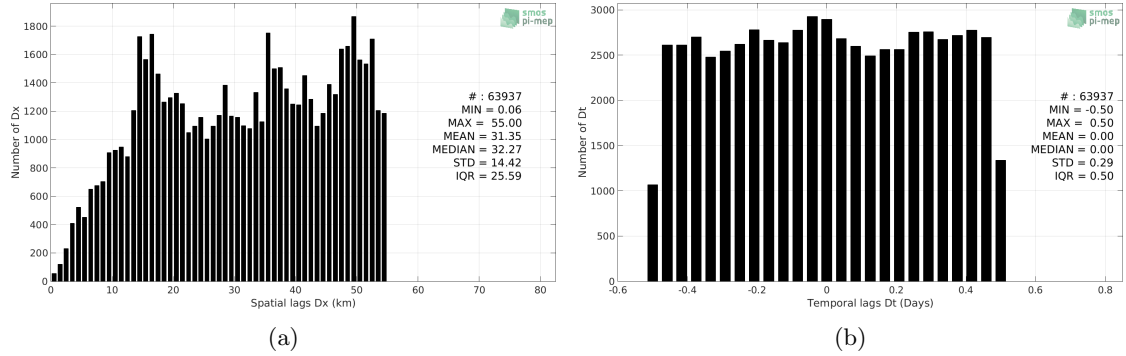 1800
1600
1400
1200
1000
800
600
400
200
0
Number of Dx
smos
pi-mep
# : 63937
MIN = 0.06
MAX = 55.00
MEAN = 31.35
MEDIAN = 32.27
STD = 14.42
IQR = 25.59
0 10 20 30 40 50 60 70 80
Spatial lags Dx (km)
(a)
3000
2500
2000
1500
1000
500
0
Number of Dt
smos
pi-mep
# : 63937
MIN = -0.50
MAX = 0.50
MEAN = 0.00
MEDIAN = 0.00
STD = 0.29
IQR = 0.50
-0.6 -0.4 -0.2 0 0.2 0.4 0.6 0.8
Temporal lags Dt (Days)
(b)